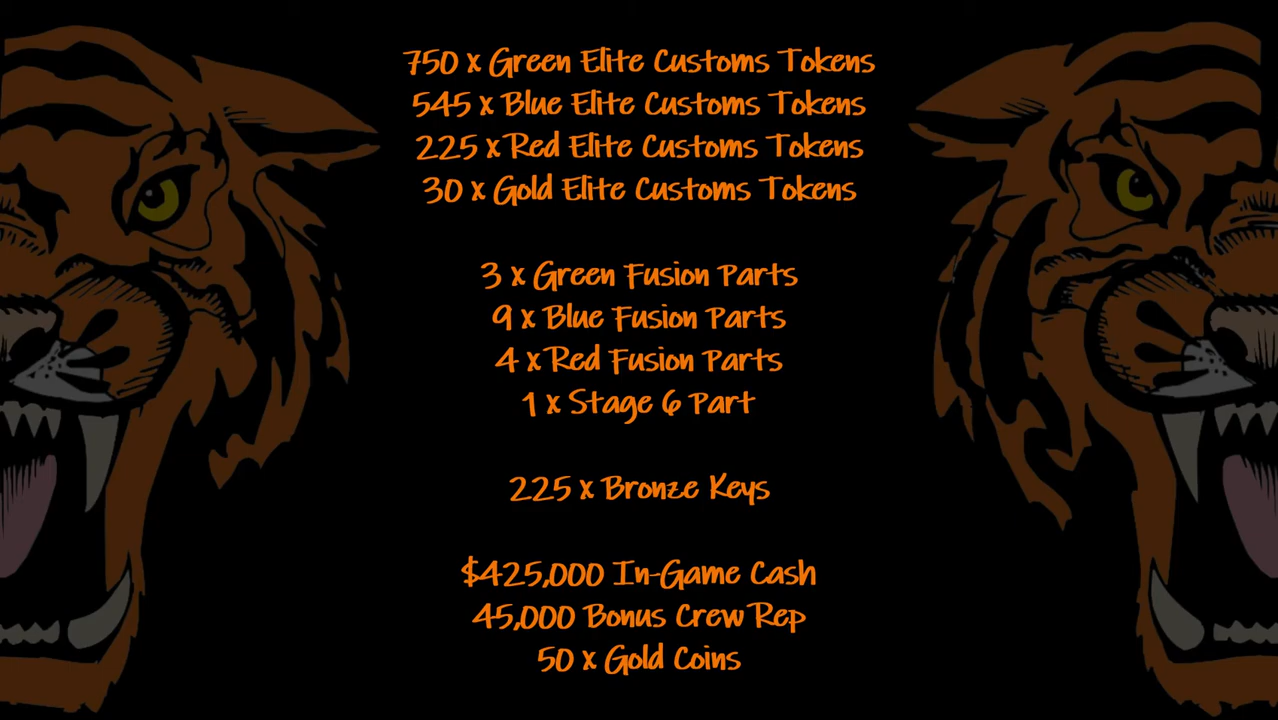 750 x Green Elite Customs Tokens
545 x Blue Elite Customs Tokens
225 x Red Elite Customs Tokens
30 x Gold Elite Customs Tokens
3 x Green Fusion Parts
9 x Blue Fusion Parts
4 x Red Fusion Parts
1 x Stage 6 Part
225 x Bronze Keys
$425,000 In-Game Cash
45,000 Bonus Crew Rep
50 x Gold Coins